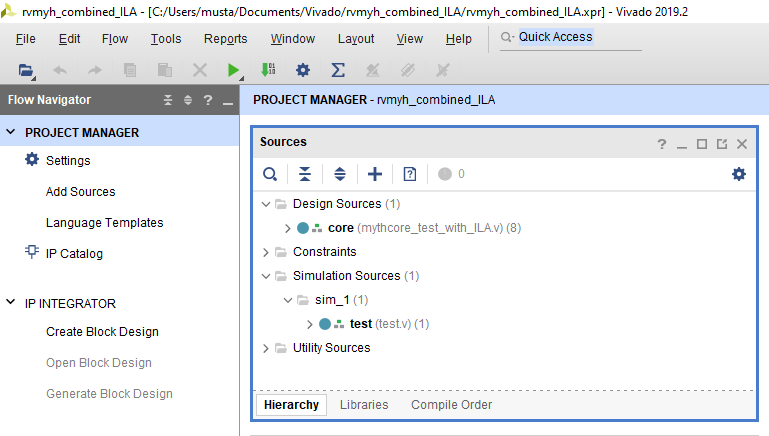 rvmyh_combined_ILA - [C:/Users/musta/Documents/Vivado/rvmyh_combined_ILA/rvmyh_combined_ILA.xpr] - Vivado 2019.2
File Edit Flow Tools Reports Window Layout View Help Quick Access
Flow Navigator
PROJECT MANAGER
Settings
Add Sources
Language Templates
IP Catalog
IP INTEGRATOR
Create Block Design
Open Block Design
Generate Block Design
PROJECT MANAGER - rvmyh_combined_ILA
Sources
0
Design Sources (1)
core (mythcore_test_with_ILA.v) (8)
Constraints
Simulation Sources (1)
sim_1 (1)
test (test.v) (1)
Utility Sources
Hierarchy Libraries Compile Order